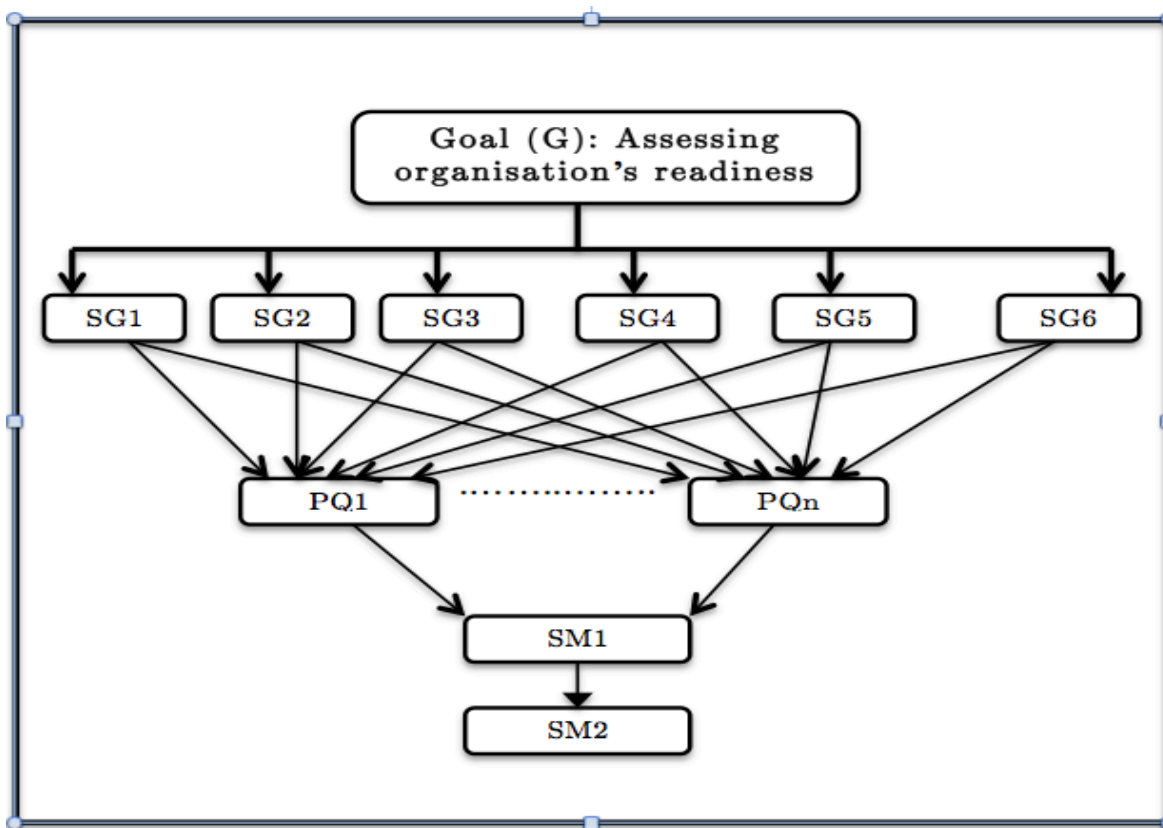 Goal (G): Assessing
organisation's readiness
SG1
SG2
SG3
SG4
SG5
SG6
PQ1
....................
PQn
SM1
SM2